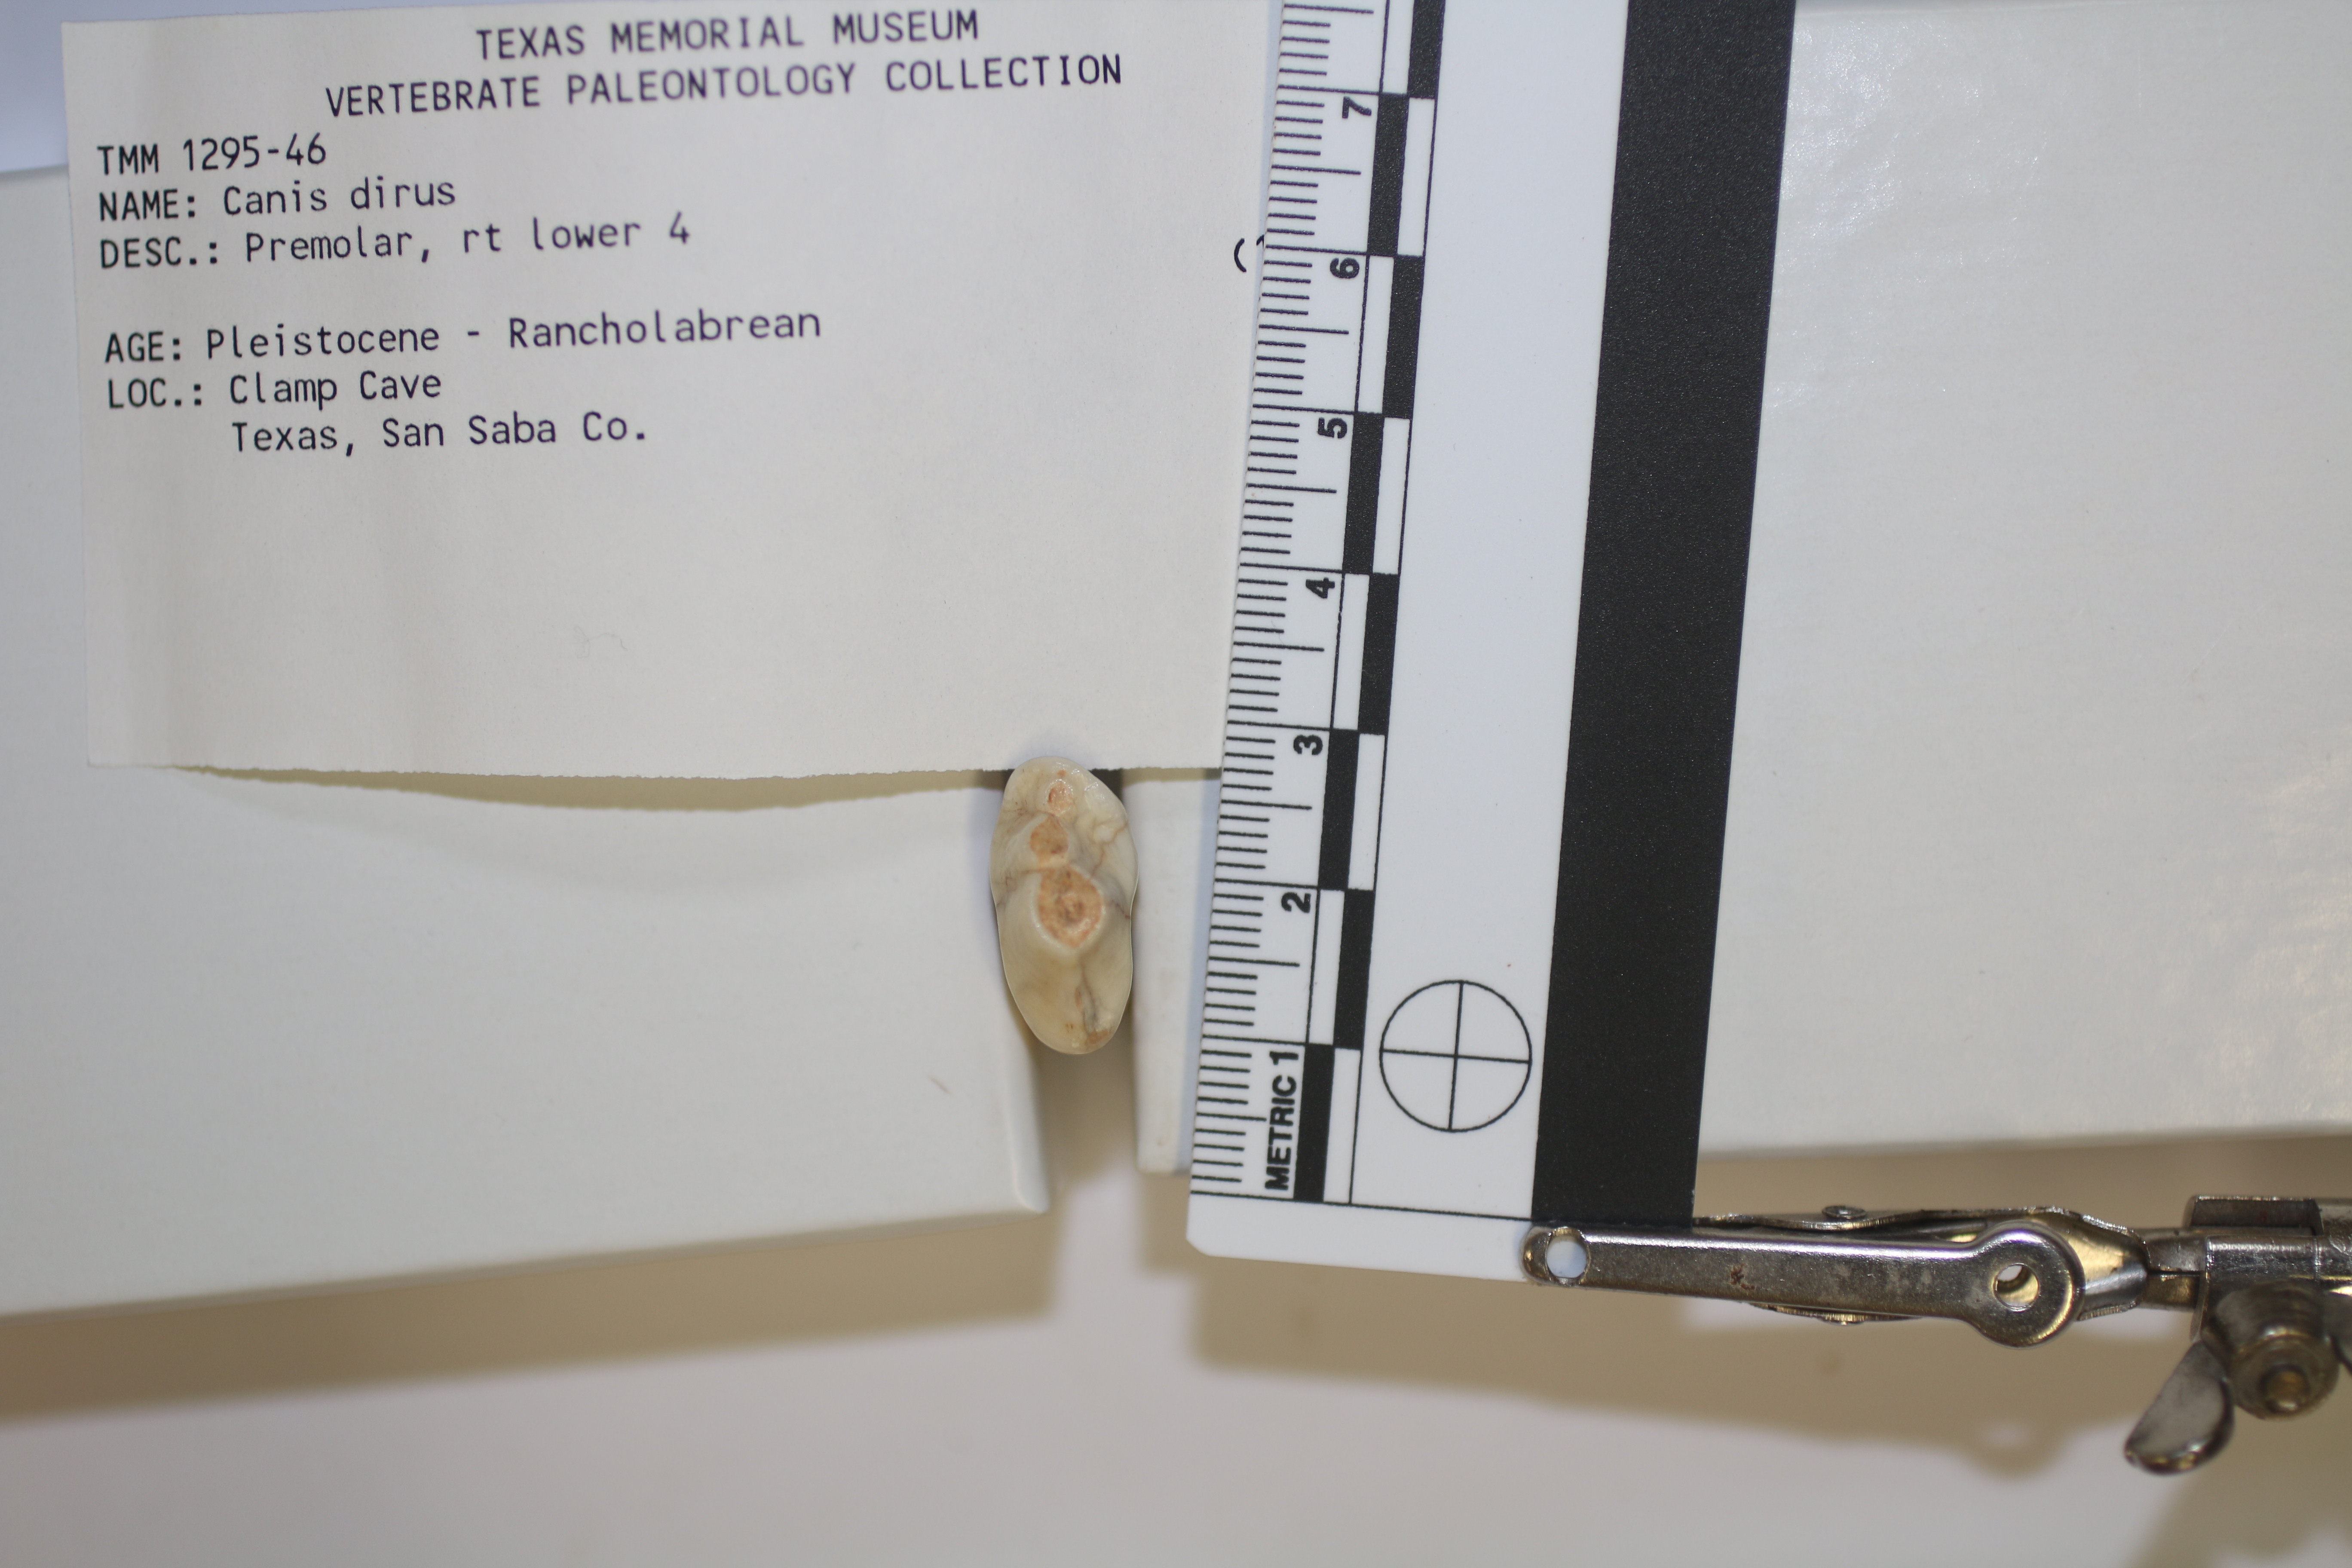 TEXAS MEMORIAL MUSEUM
VERTEBRATE PALEONTOLOGY COLLECTION
TMM 1295-46
NAME: Canis dirus
DESC.: Premolar, rt lower 4
AGE: Pleistocene - Rancholabrean
LOC.: Clamp Cave
Texas, San Saba Co.
7
6
5
4
3
2
METRIC 1